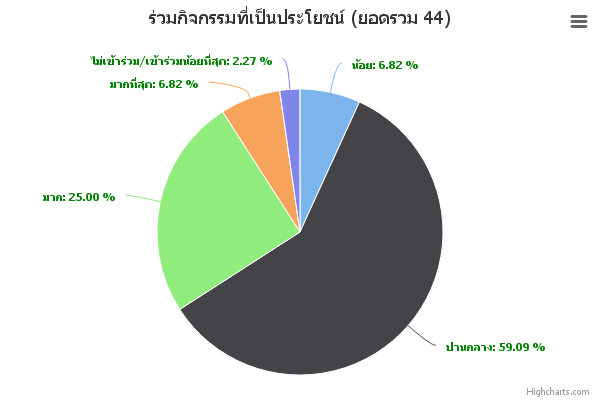 ร่วมกิจกรรมที่เป็นประโยชน์ (ยอดรวม 44)
ไม่เข้าร่วม/เข้าร่วมน้อยที่สุด: 2.27 %
น้อย: 6.82 %
มากที่สุด: 6.82 %
มาก: 25.00 %
ปานกลาง: 59.09 %
Highcharts.com